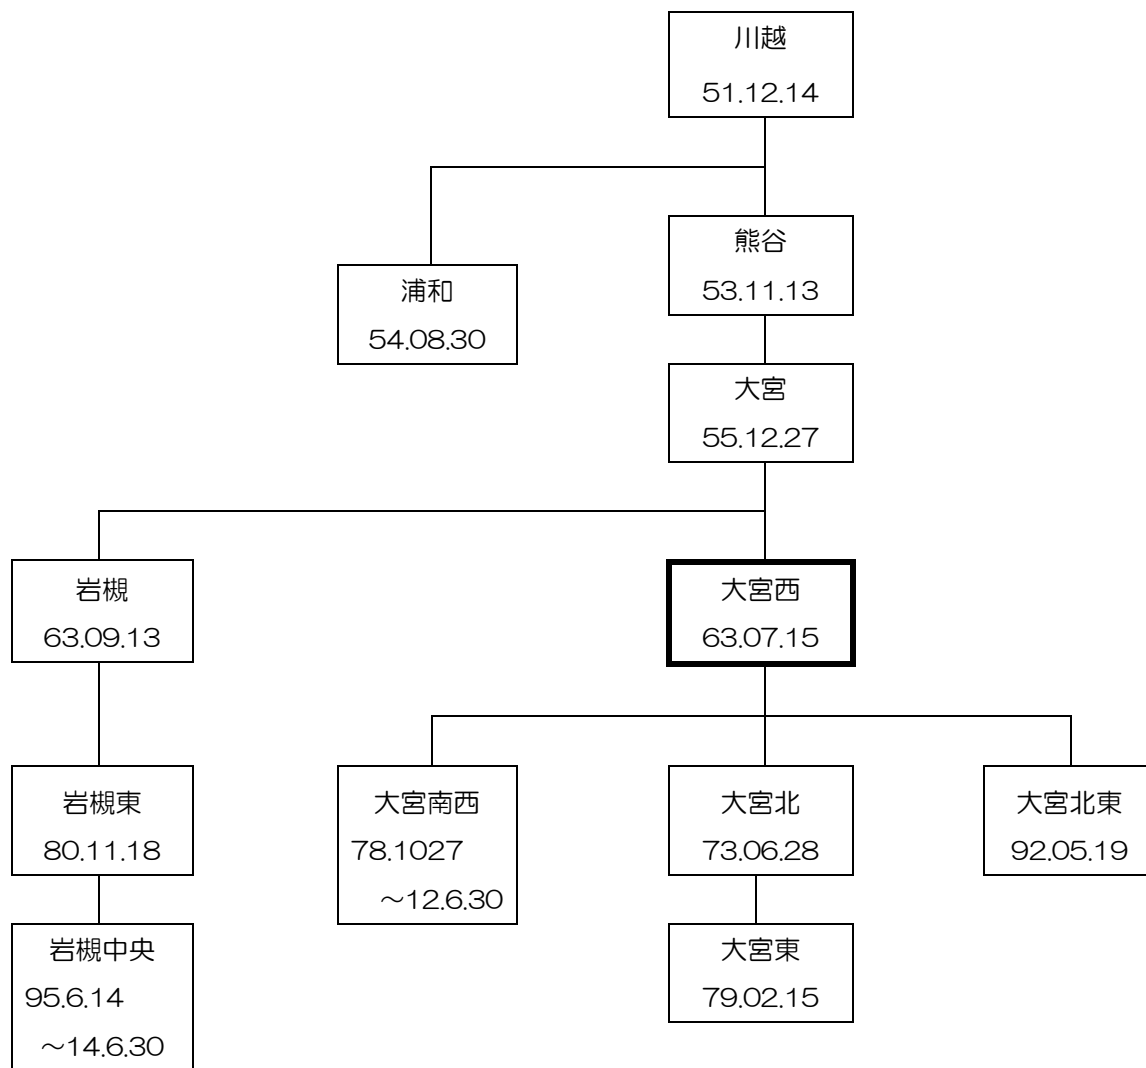 川越
51.12.14
熊谷
53.11.13
浦和
54.08.30
大宮
55.12.27
岩槻
63.09.13
大宮西
63.07.15
岩槻東
80.11.18
大宮南西
78.1027
～12.6.30
大宮北
73.06.28
大宮北東
92.05.19
岩槻中央
95.6.14
～14.6.30
大宮東
79.02.15